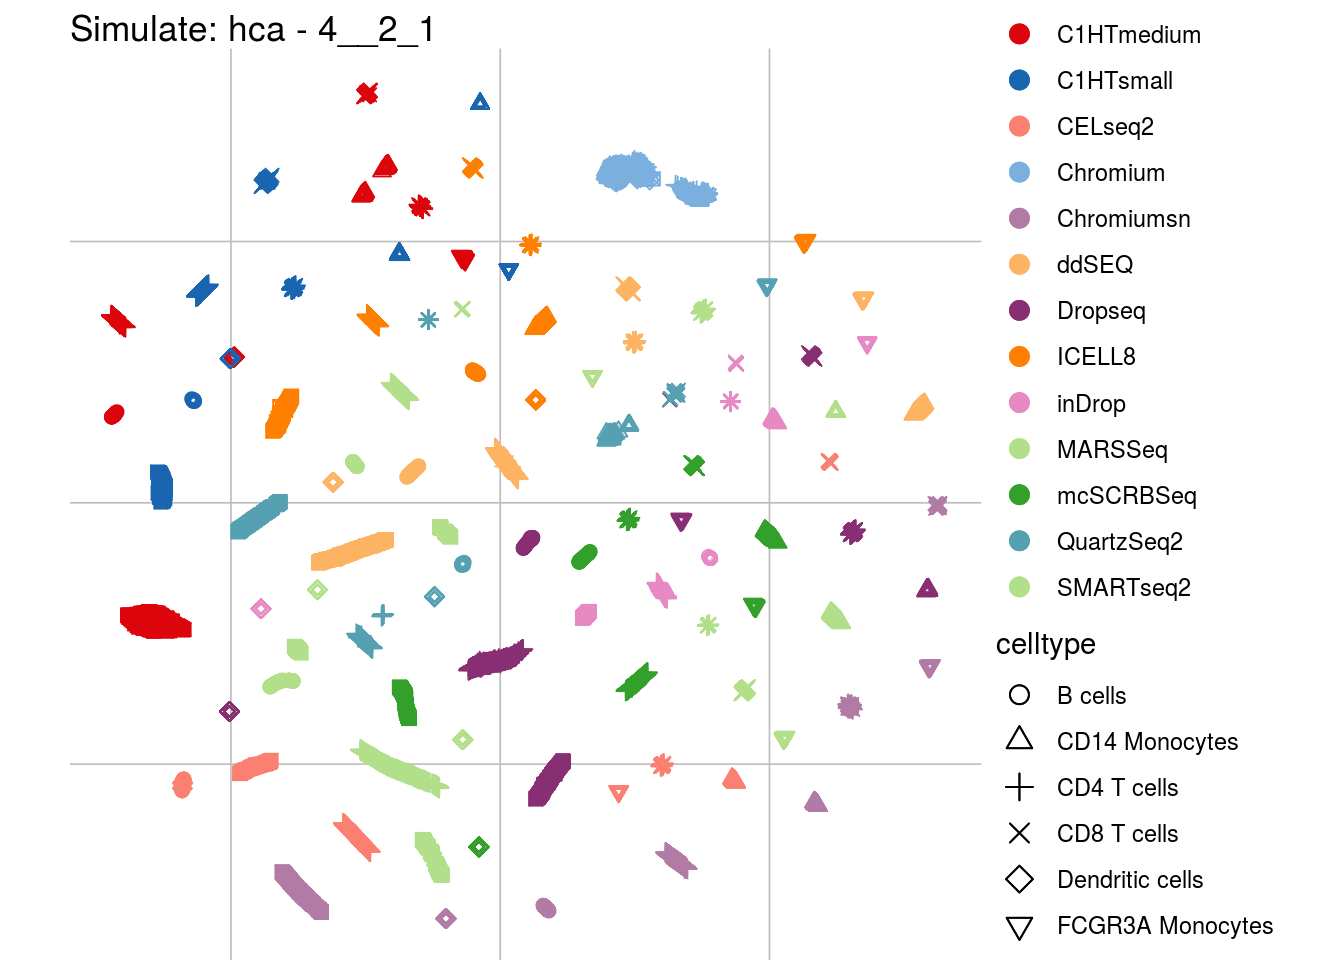 Simulate: hca - 4__2_1
C1HTmedium
C1HTsmall
CELseq2
Chromium
Chromiumsn
ddSEQ
Dropseq
ICELL8
inDrop
MARSSeq
mcSCRBSeq
QuartzSeq2
SMARTseq2
celltype
B cells
CD14 Monocytes
CD4 T cells
CD8 T cells
Dendritic cells
FCGR3A Monocytes